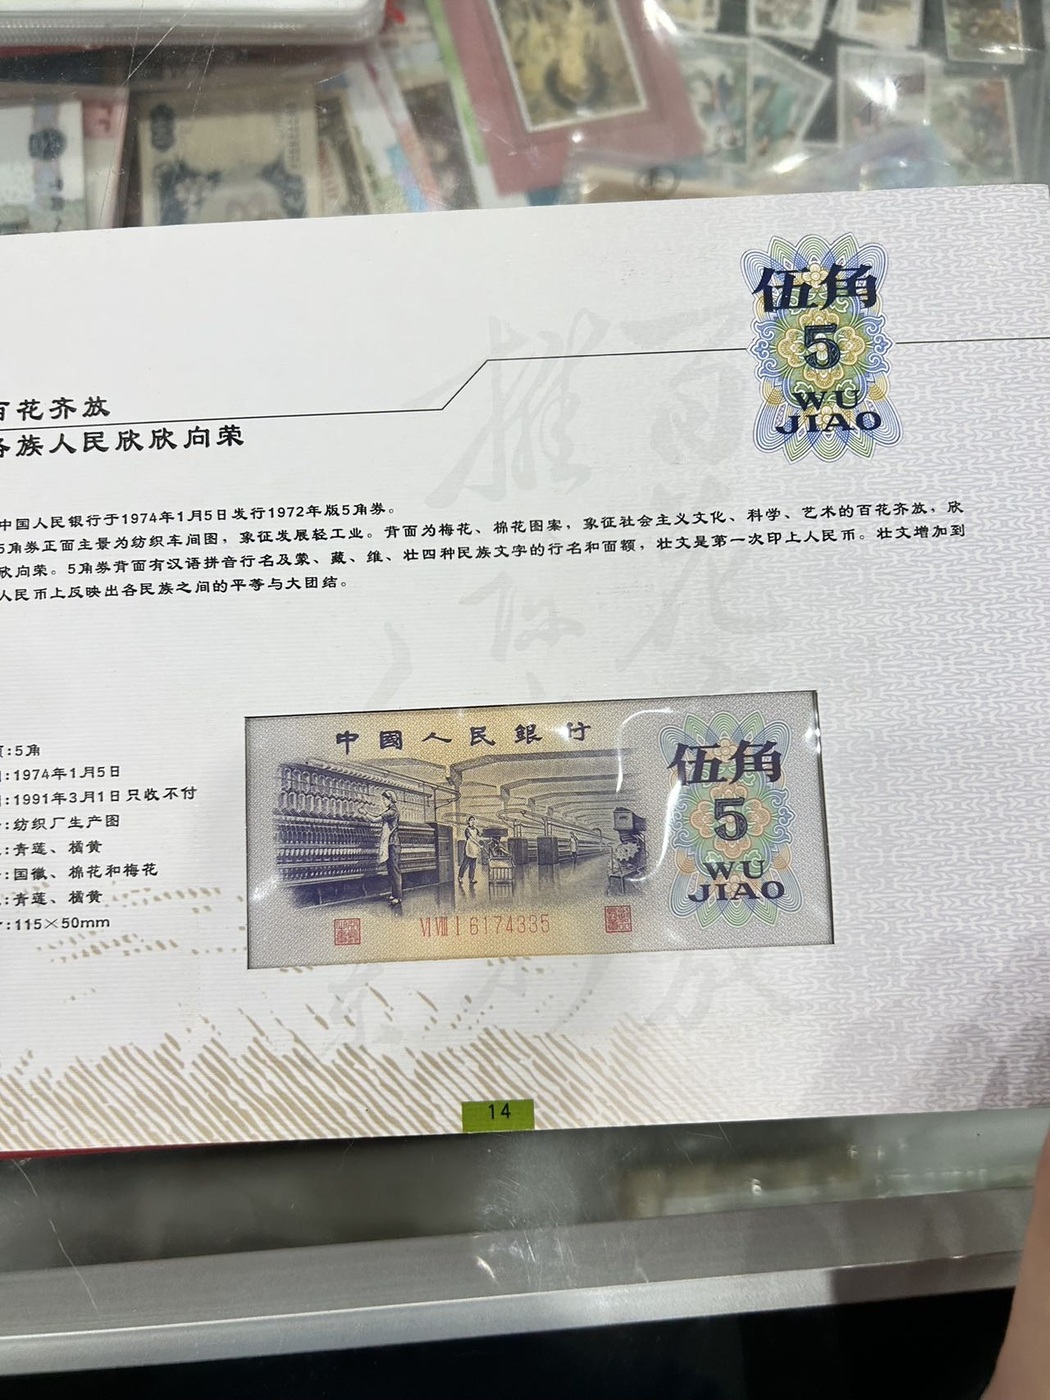 伍角
5
WU
JIAO
百花齐放
各族人民欣欣向荣
中国人民银行于1974年1月5日发行1972年版5角券。
5角券正面主景为纺织车间图，象征发展轻工业。背面为梅花、棉花图案，象征社会主义文化、科学、艺术的百花齐放，欣
欣向荣。5角券背面有汉语拼音行名及蒙、藏、维、壮四种民族文字的行名和面额，壮文是第一次印上人民币。壮文增加到
人民币上反映出各民族之间的平等与大团结。
:5角
:1974年1月5日
:1991年3月1日只收不付
:纺织厂生产图
:青莲、橘黄
:国徽、棉花和梅花
:青莲、橘黄
:115×50mm
中國人民銀行
伍角
5
WU
JIAO
VI VIII I 6174335
14